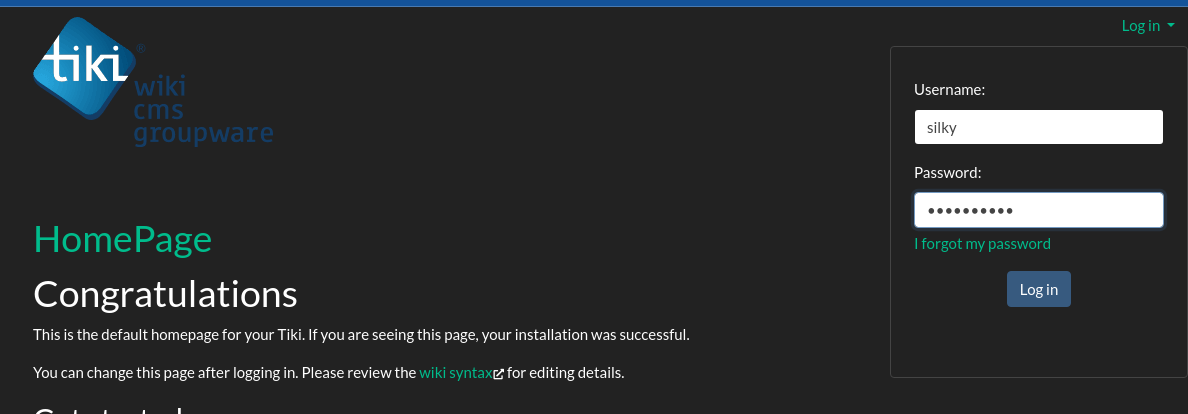 Log in
tiki®
wiki
cms
groupware
Username:
silky
Password:
••••••••••
I forgot my password
Log in
HomePage
Congratulations
This is the default homepage for your Tiki. If you are seeing this page, your installation was successful.
You can change this page after logging in. Please review the wiki syntax for editing details.